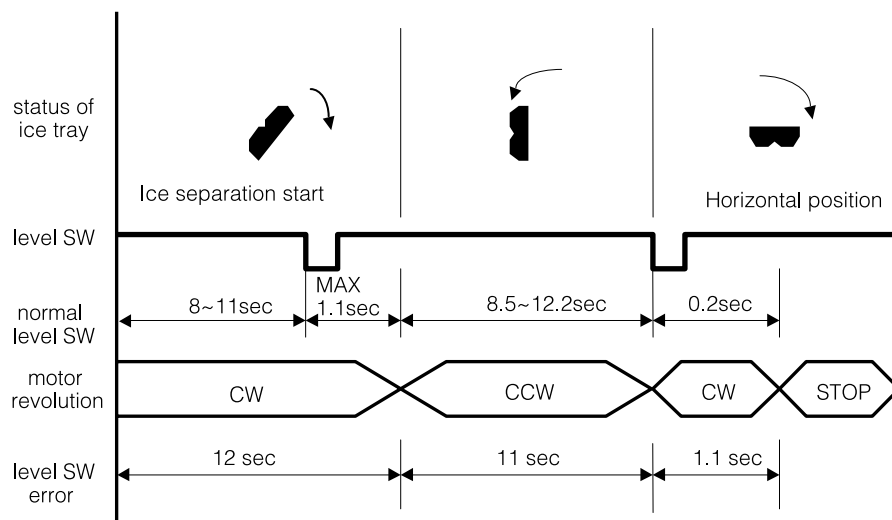 status of
ice tray
Ice separation start
Horizontal position
level SW
MAX
normal
level SW
8~11sec
1.1sec
8.5~12.2sec
0.2sec
motor
revolution
CW
CCW
CW
STOP
level SW
error
12 sec
11 sec
1.1 sec